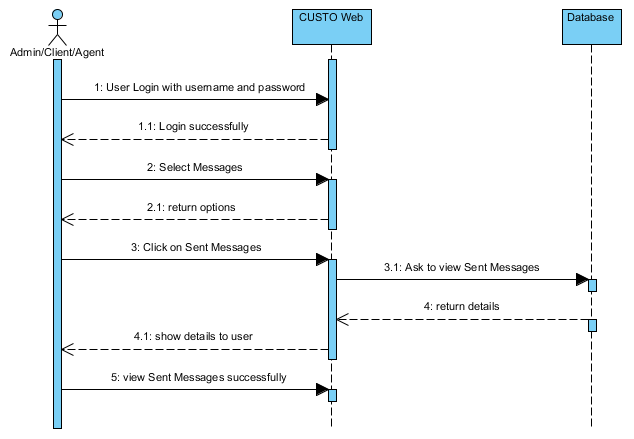 CUSTO Web
Database
Admin/Client/Agent
1: User Login with username and password
1.1: Login successfully
2: Select Messages
2.1: return options
3: Click on Sent Messages
3.1: Ask to view Sent Messages
4: return details
4.1: show details to user
5: view Sent Messages successfully